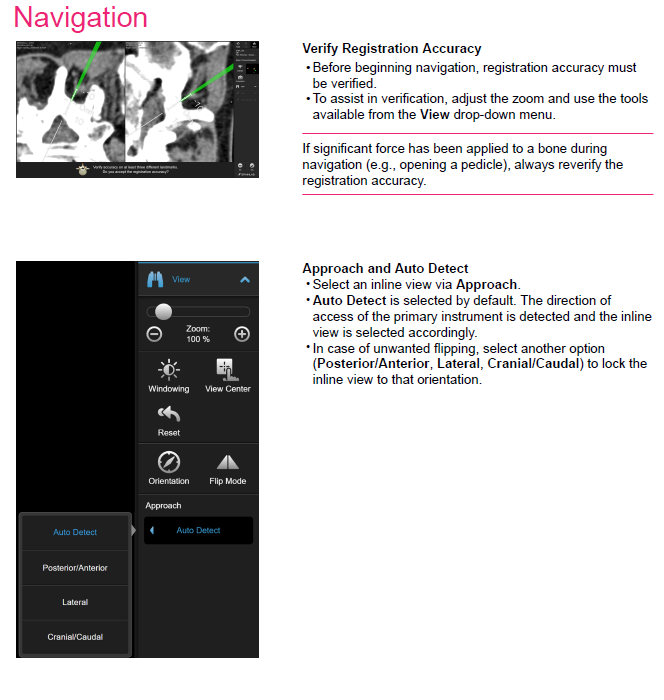 Navigation
Verify Registration Accuracy
• Before beginning navigation, registration accuracy must
be verified.
• To assist in verification, adjust the zoom and use the tools
available from the View drop-down menu.
Verify accuracy on at least three different landmarks.
Do you accept the registration accuracy?
If significant force has been applied to a bone during
navigation (e.g., opening a pedicle), always reverify the
registration accuracy.
Approach and Auto Detect
• Select an inline view via Approach.
• Auto Detect is selected by default. The direction of
access of the primary instrument is detected and the inline
view is selected accordingly.
• In case of unwanted flipping, select another option
(Posterior/Anterior, Lateral, Cranial/Caudal) to lock the
inline view to that orientation.
View
Zoom:
100 %
Windowing
View Center
Reset
Orientation
Flip Mode
Approach
Auto Detect
Auto Detect
Posterior/Anterior
Lateral
Cranial/Caudal